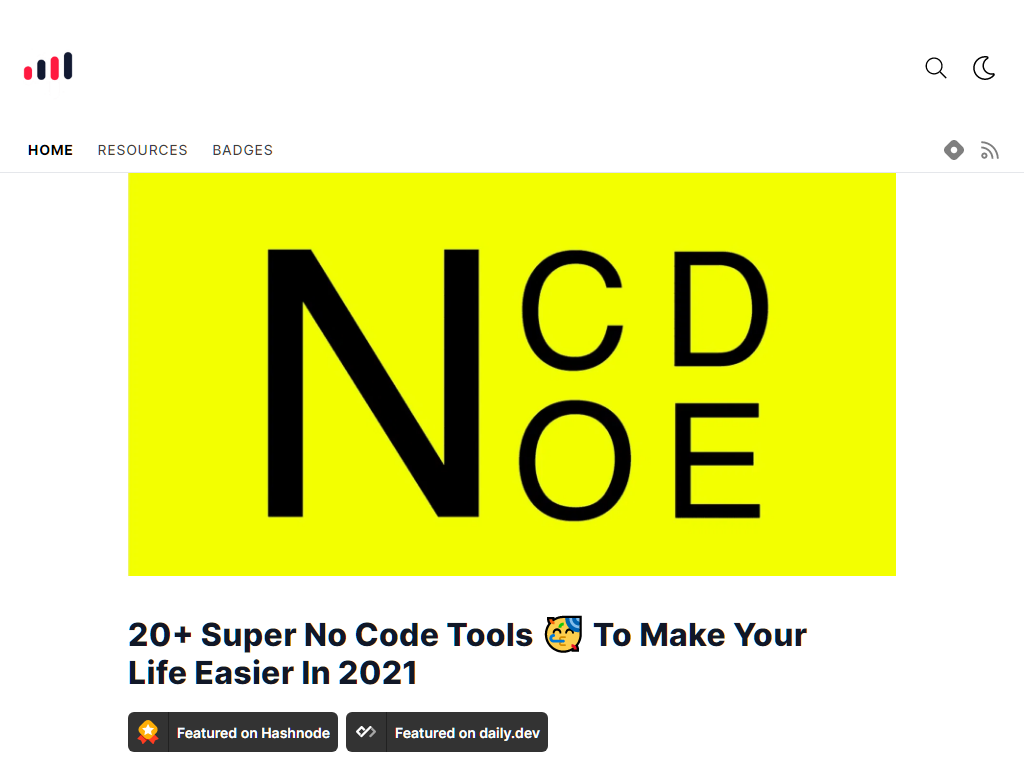 HOME RESOURCES BADGES
N C D
O E
20+ Super No Code Tools 🥳 To Make Your
Life Easier In 2021
Featured on Hashnode Featured on daily.dev